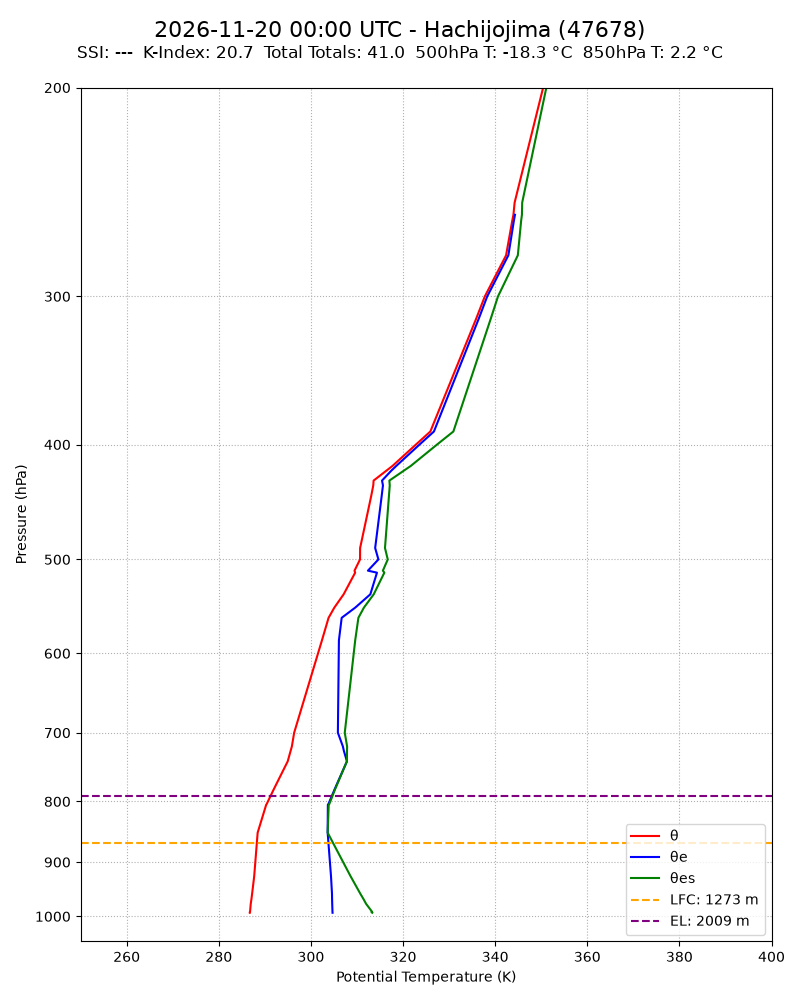 2026-11-20 00:00 UTC - Hachijojima (47678)
SSI: ---  K-Index: 20.7  Total Totals: 41.0  500hPa T: -18.3 °C  850hPa T: 2.2 °C
200
300
400
500
600
700
800
900
1000
Pressure (hPa)
θ
θe
θes
LFC: 1273 m
EL: 2009 m
260 280 300 320 340 360 380 400
Potential Temperature (K)